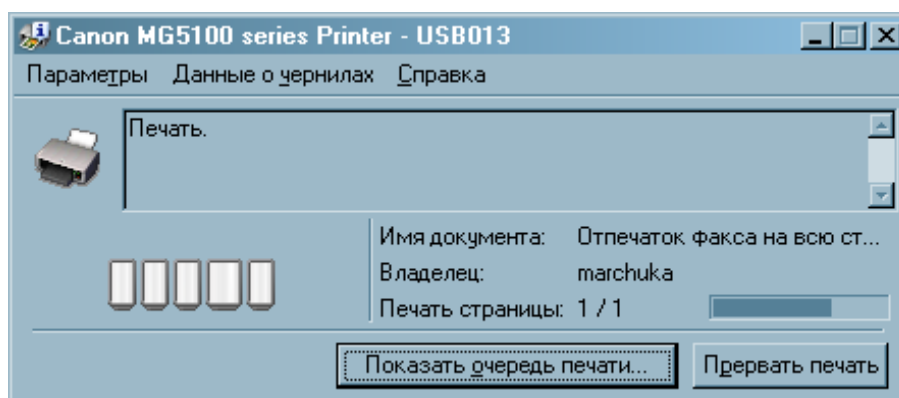 Canon MG5100 series Printer - USB013
Параметры Данные о чернилах Справка
Печать.
Имя документа: Отпечаток факса на всю ст...
Владелец: marchuka
Печать страницы: 1 / 1
Показать очередь печати... Прервать печать